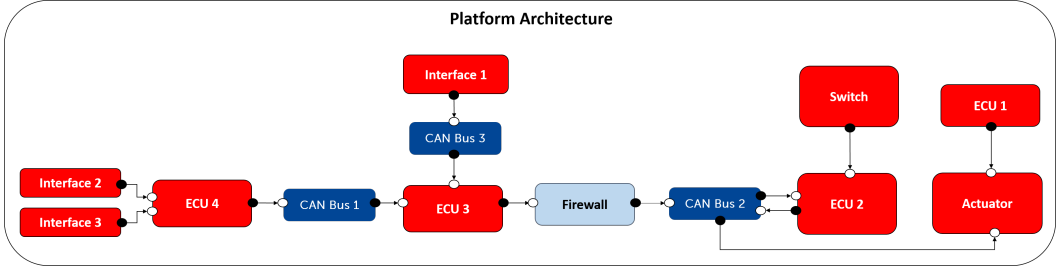 Platform Architecture
Interface 1
Switch
ECU 1
CAN Bus 3
Interface 2
Interface 3
ECU 4
CAN Bus 1
ECU 3
Firewall
CAN Bus 2
ECU 2
Actuator